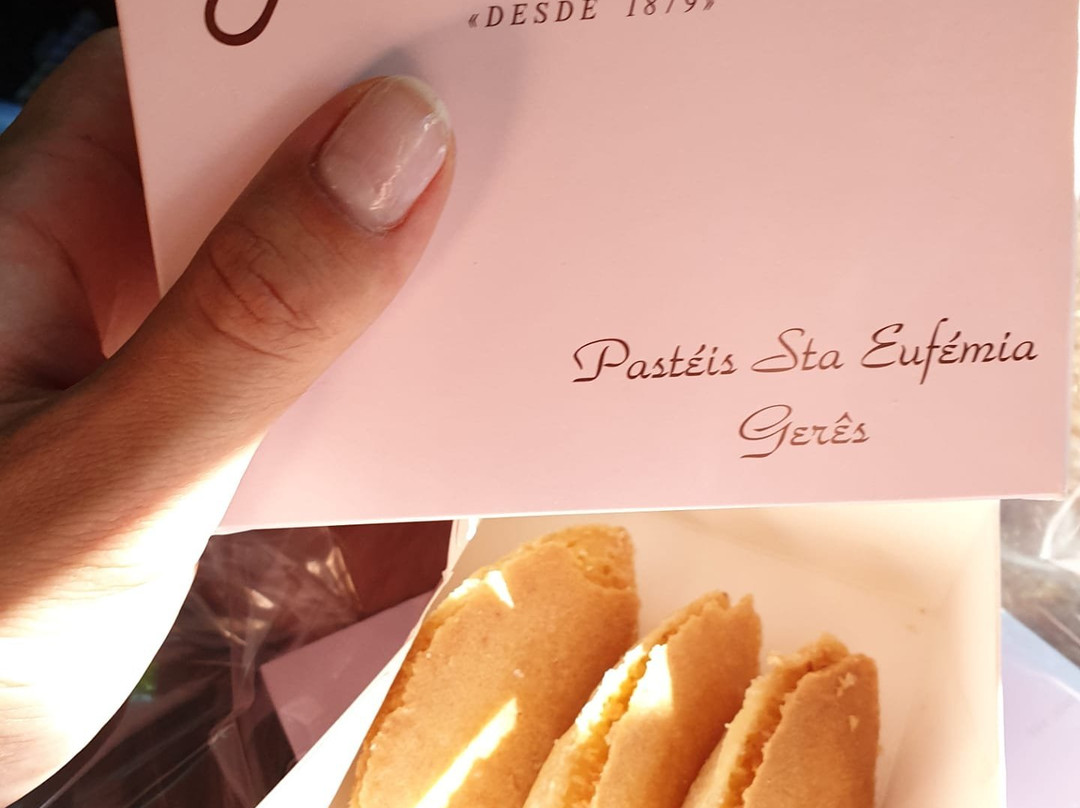 «DESDE 1879»
Pastéis Sta Eufémia
Gerês